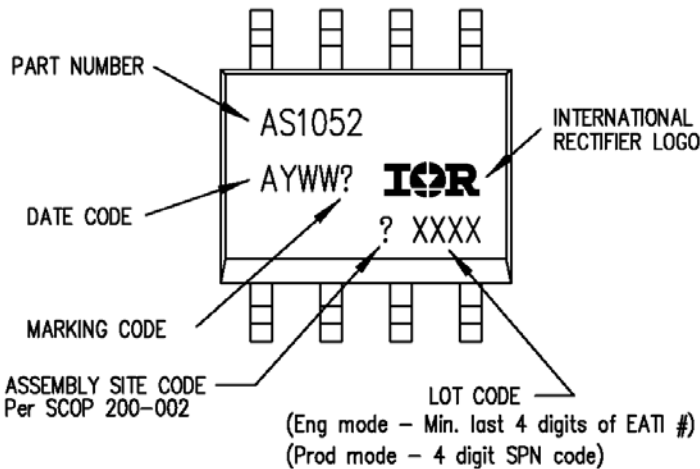 PART NUMBER
AS1052
INTERNATIONAL
RECTIFIER LOGO
AYWW? IOR
DATE CODE
? XXXX
MARKING CODE
ASSEMBLY SITE CODE
Per SCOP 200-002
LOT CODE
(Eng mode - Min. last 4 digits of EATI #)
(Prod mode - 4 digit SPN code)